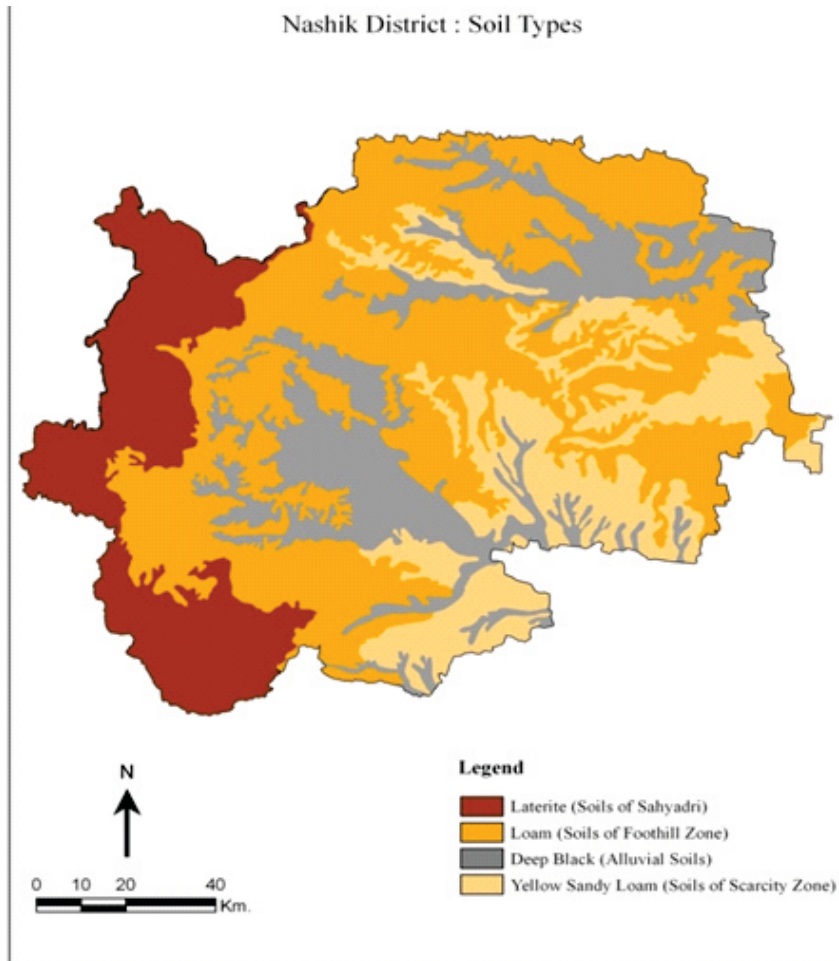 Nashik District : Soil Types
N
0 10 20 40
Km.
Legend
Laterite (Soils of Sahyadri)
Loam (Soils of Foothill Zone)
Deep Black (Alluvial Soils)
Yellow Sandy Loam (Soils of Scarcity Zone)